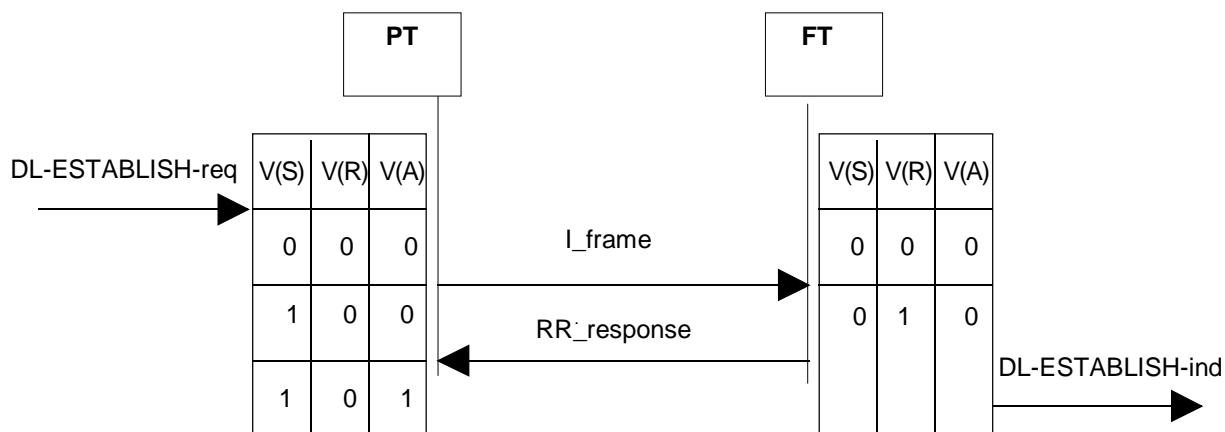 PT
FT
DL-ESTABLISH-req
V(S) V(R) V(A)
V(S) V(R) V(A)
0 0 0
I_frame
0 0 0
1 0 0
RR_response
0 1 0
1 0 1
DL-ESTABLISH-ind